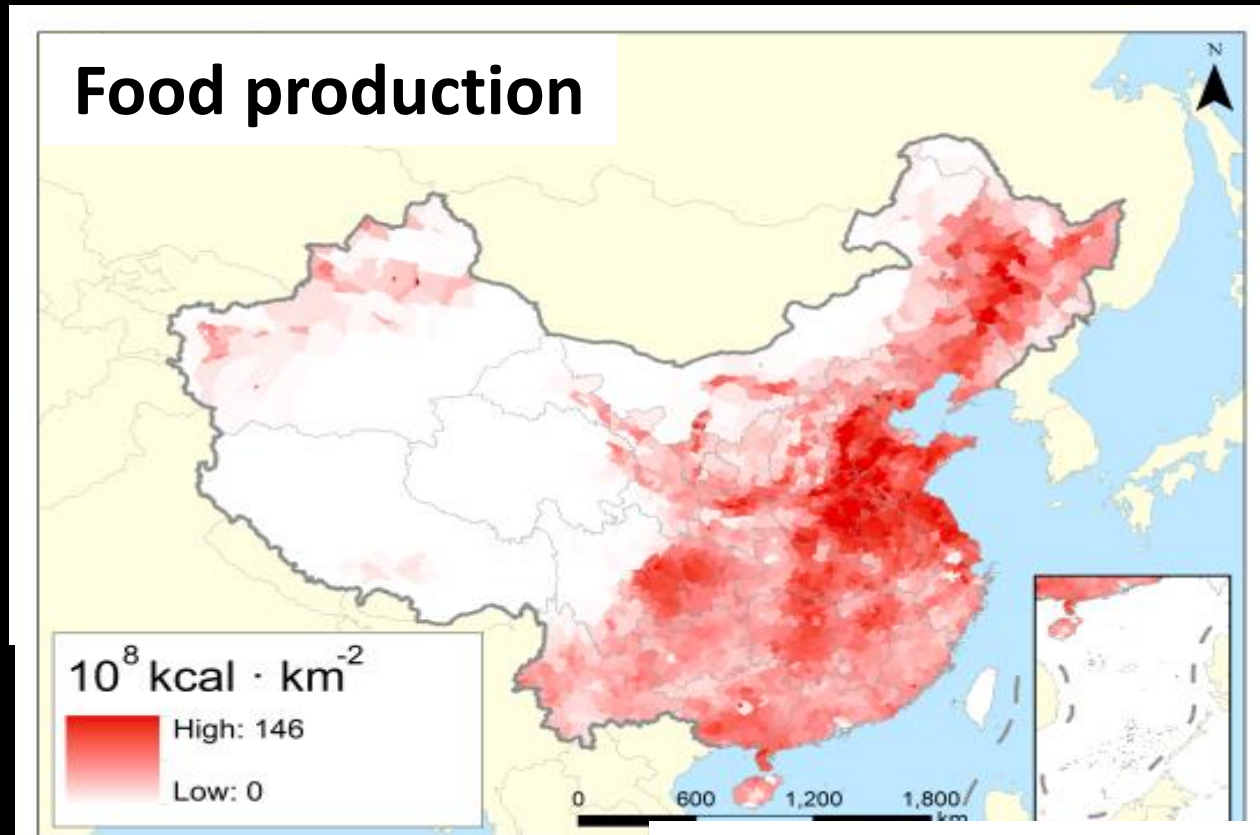 Food production
N
10⁸ kcal · km⁻²
High: 146
Low: 0
0 600 1,200 1,800
km